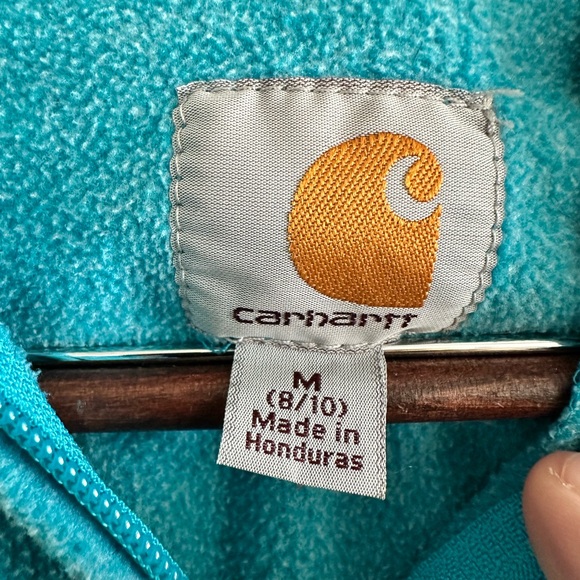 carhartt
M
(8/10)
Made in
Honduras